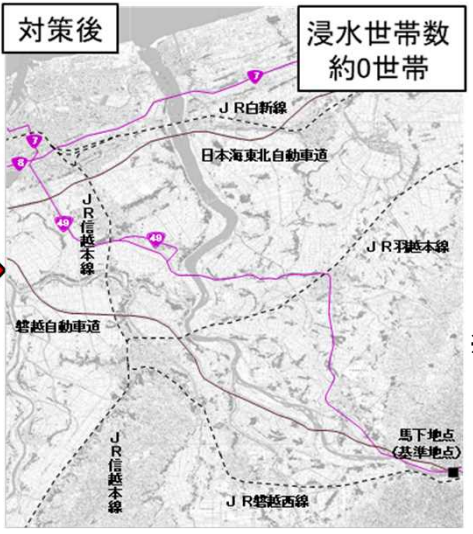 対策後
浸水世帯数
約0世帯
7
JR白新線
7
8
日本海東北自動車道
49
JR信越本線
49
JR羽越本線
磐越自動車道
馬下地点
(基準地点)
JR信越本線
JR磐越西線